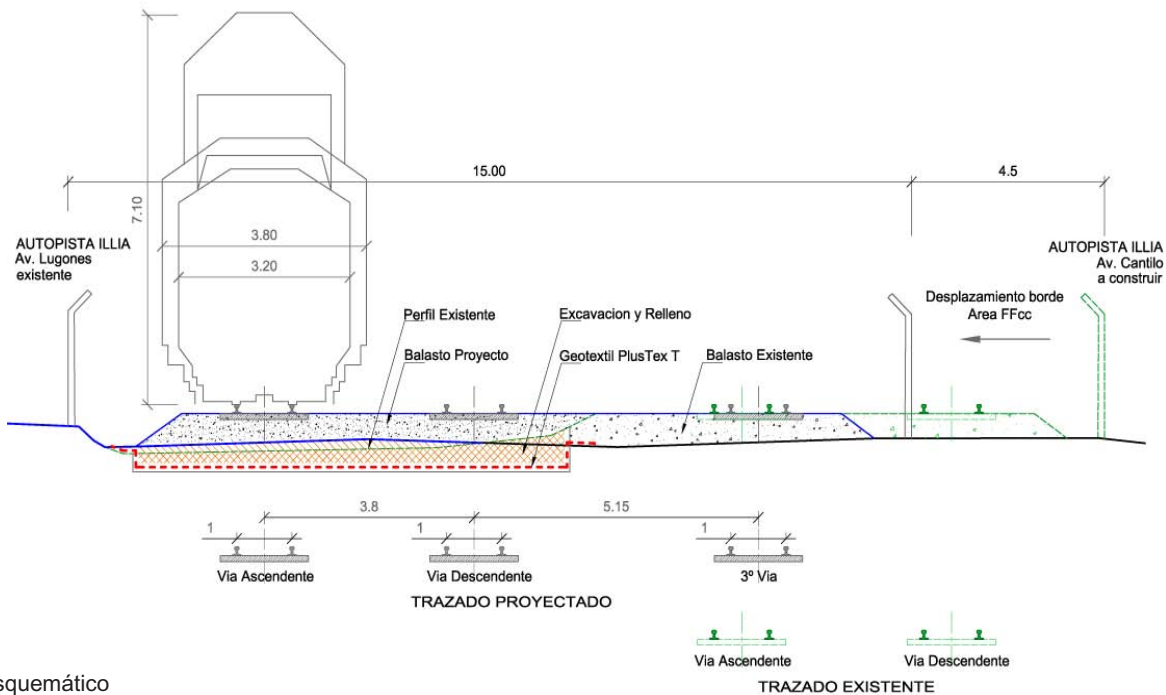 7.10
15.00
4.5
3.80
3.20
AUTOPISTA ILLIA
Av. Lugones
existente
AUTOPISTA ILLIA
Av. Cantilo
a construir
Desplazamiento borde
Area FFcc
Perfil Existente
Excavacion y Relleno
Balasto Proyecto
Geotextil PlusTex T
Balasto Existente
3.8
5.15
1
1
1
Via Ascendente
Via Descendente
3º Via
TRAZADO PROYECTADO
Via Ascendente
Via Descendente
squemático
TRAZADO EXISTENTE